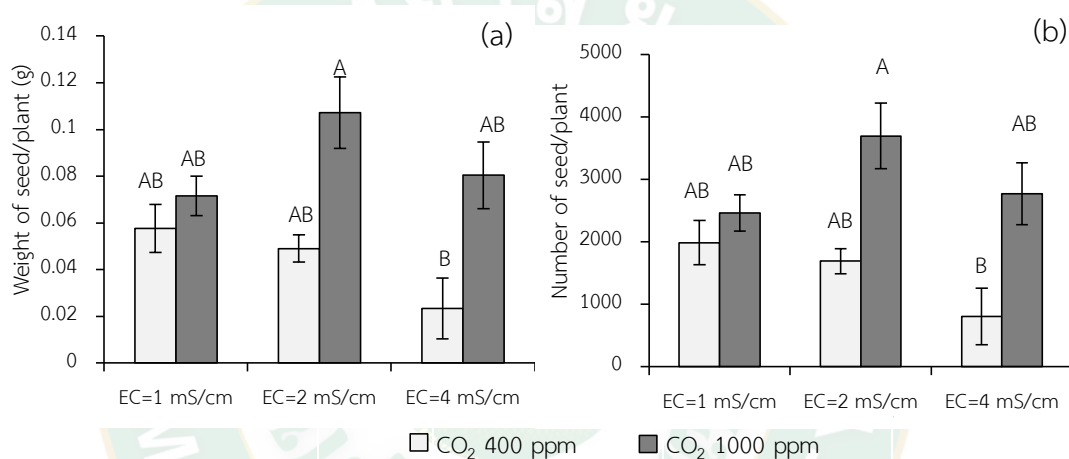 (a)
Weight of seed/plant (g)
0.14
0.12
0.1
0.08
0.06
0.04
0.02
0
AB
AB
AB
A
B
AB
EC=1 mS/cm
EC=2 mS/cm
EC=4 mS/cm
(b)
Number of seed/plant
5000
4000
3000
2000
1000
0
AB
AB
AB
A
B
AB
EC=1 mS/cm
EC=2 mS/cm
EC=4 mS/cm
CO₂ 400 ppm
CO₂ 1000 ppm